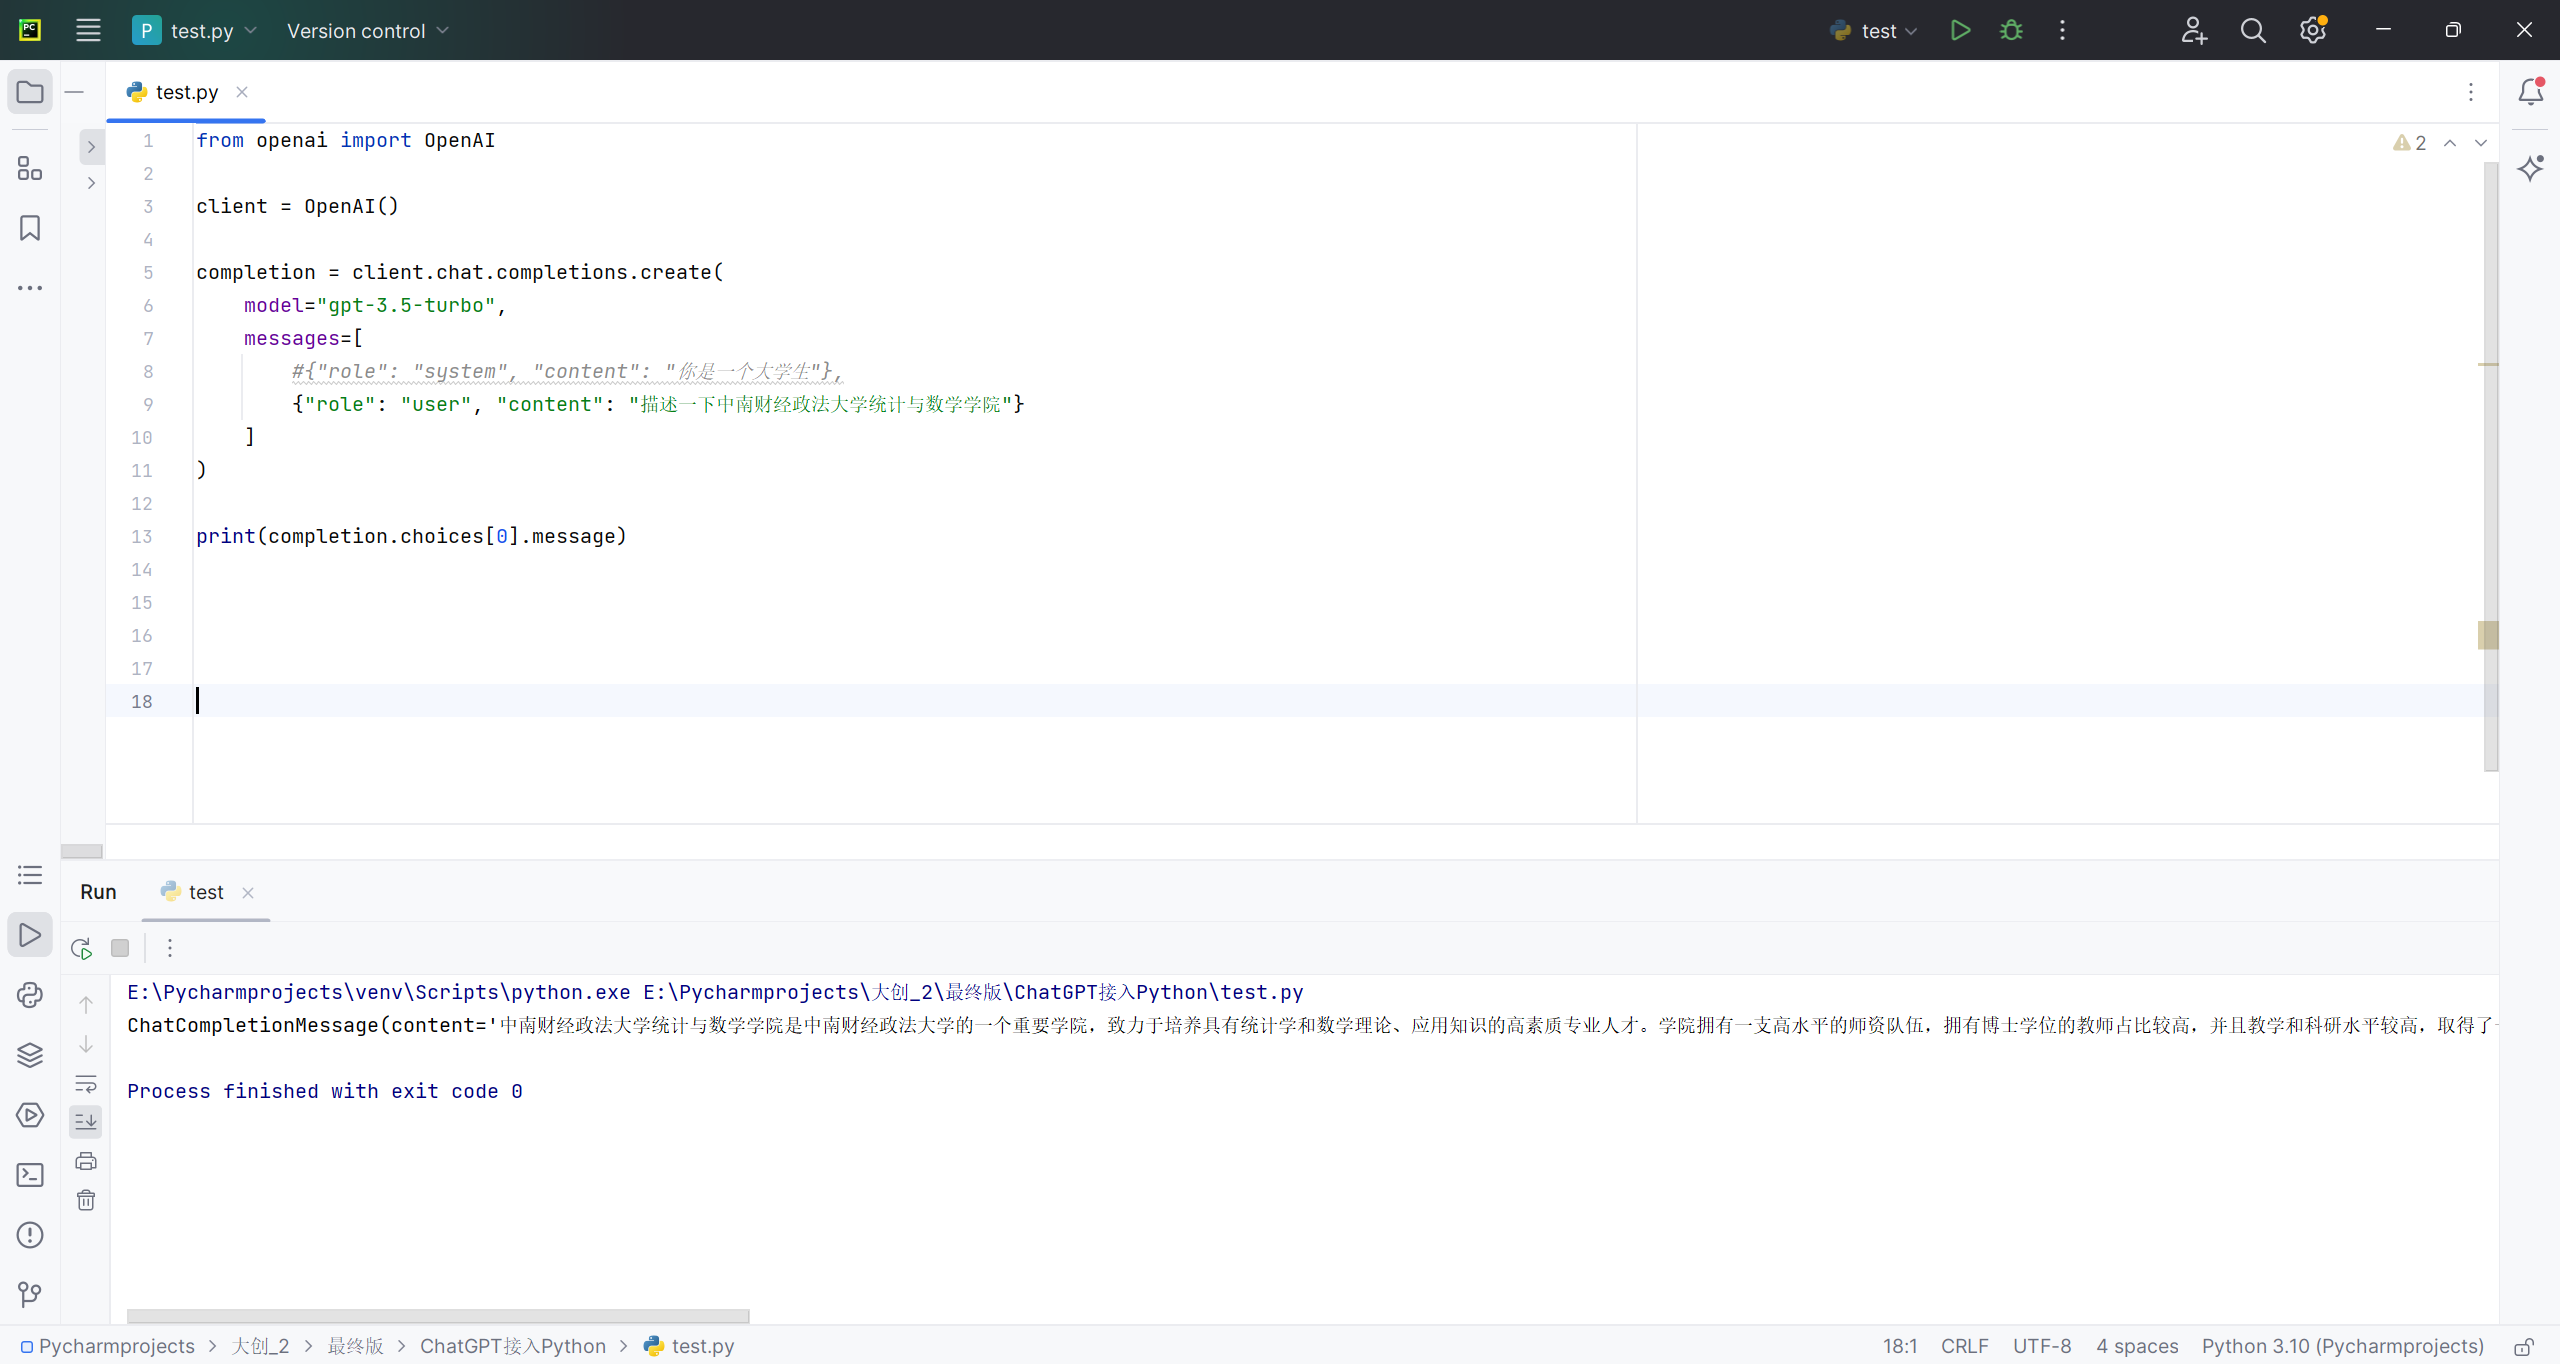 PC
P test.py Version control test
test.py
2
1 from openai import OpenAI
2
3 client = OpenAI()
4
5 completion = client.chat.completions.create(
6 model="gpt-3.5-turbo",
7 messages=[
8 #{"role": "system", "content": "你是一个大学生"},
9 {"role": "user", "content": "描述一下中南财经政法大学统计与数学学院"}
10 ]
11 )
12
13 print(completion.choices[0].message)
14
15
16
17
18
Run test
E:\Pycharmprojects\venv\Scripts\python.exe E:\Pycharmprojects\大创_2\最终版\ChatGPT接入Python\test.py
ChatCompletionMessage(content='中南财经政法大学统计与数学学院是中南财经政法大学的一个重要学院，致力于培养具有统计学和数学理论、应用知识的高素质专业人才。学院拥有一支高水平的师资队伍，拥有博士学位的教师占比较高，并且教学和科研水平较高，取得了
Process finished with exit code 0
Pycharmprojects > 大创_2 > 最终版 > ChatGPT接入Python > test.py 18:1 CRLF UTF-8 4 spaces Python 3.10 (Pycharmprojects)